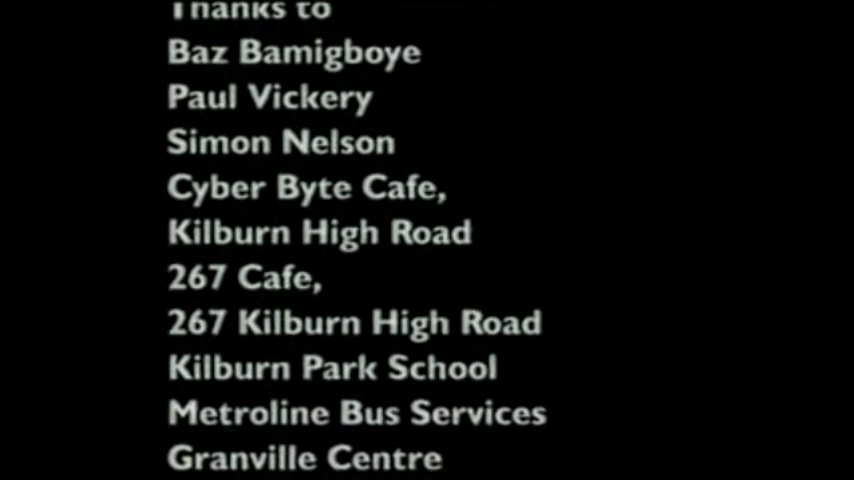 Thanks to
Baz Bamigboye
Paul Vickery
Simon Nelson
Cyber Byte Cafe,
Kilburn High Road
267 Cafe,
267 Kilburn High Road
Kilburn Park School
Metroline Bus Services
Granville Centre